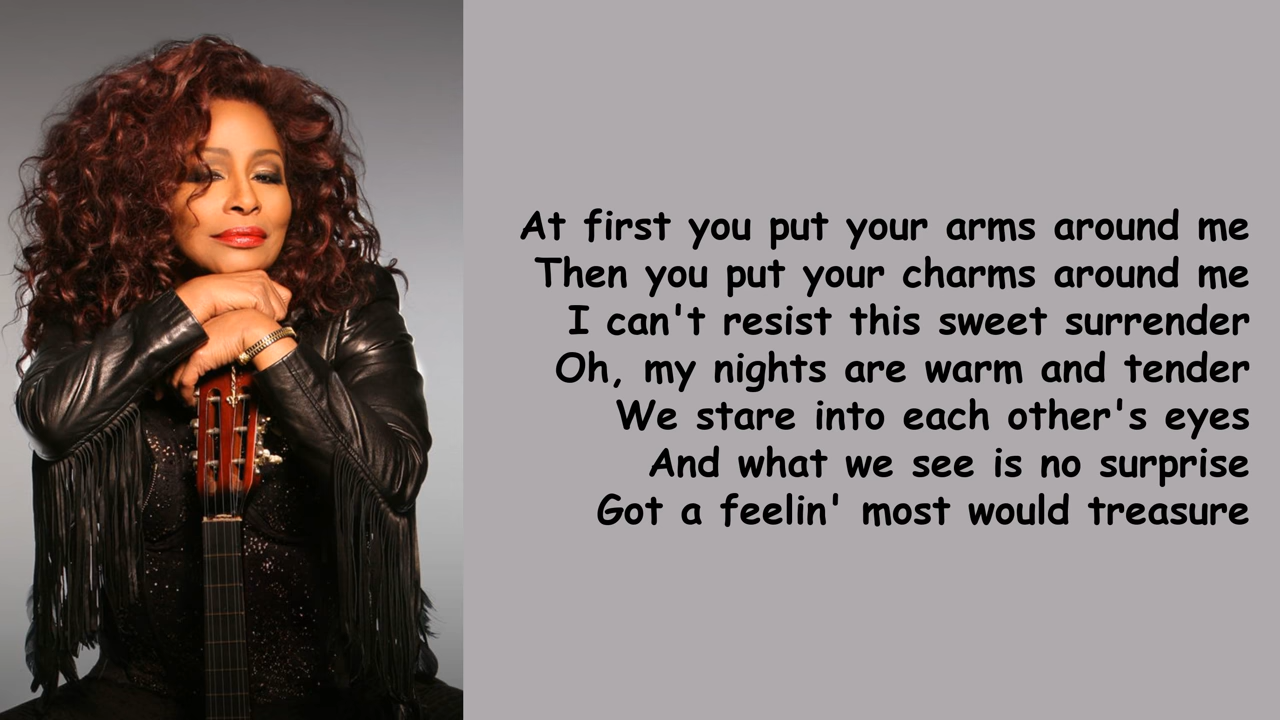 At first you put your arms around me
Then you put your charms around me
I can't resist this sweet surrender
Oh, my nights are warm and tender
We stare into each other's eyes
And what we see is no surprise
Got a feelin' most would treasure